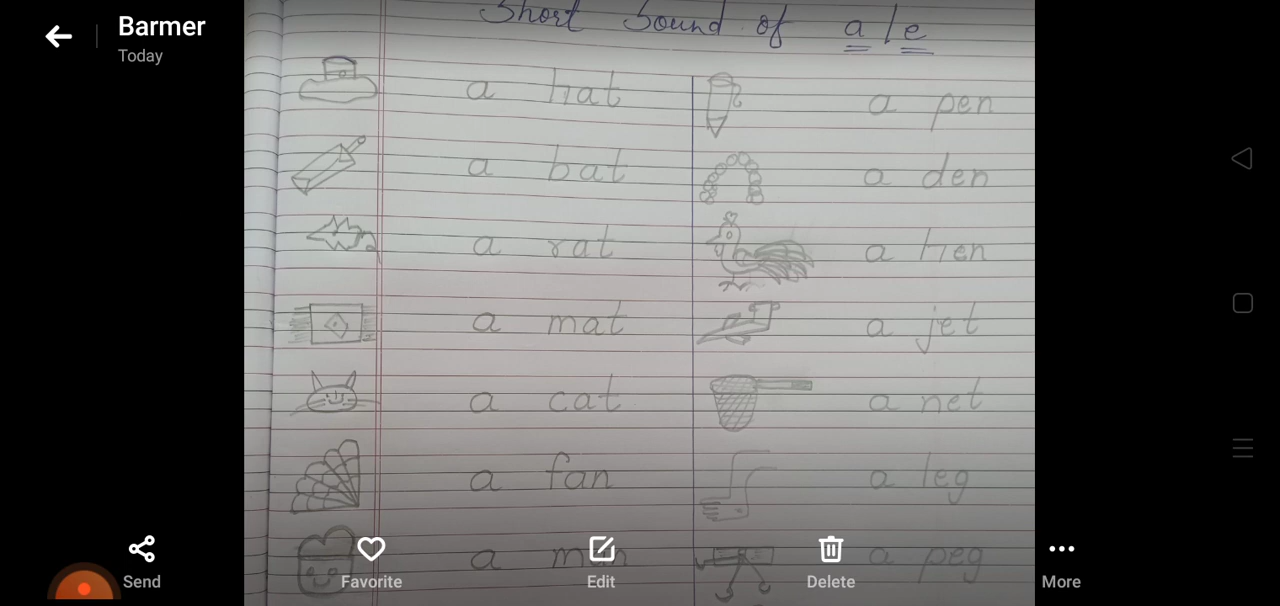 Barmer
Today
Short Sound of a / e
a hat a pen
a bat a den
a rat a hen
a mat a jet
a cat a net
a fan a leg
a man a peg
Send Favorite Edit Delete More